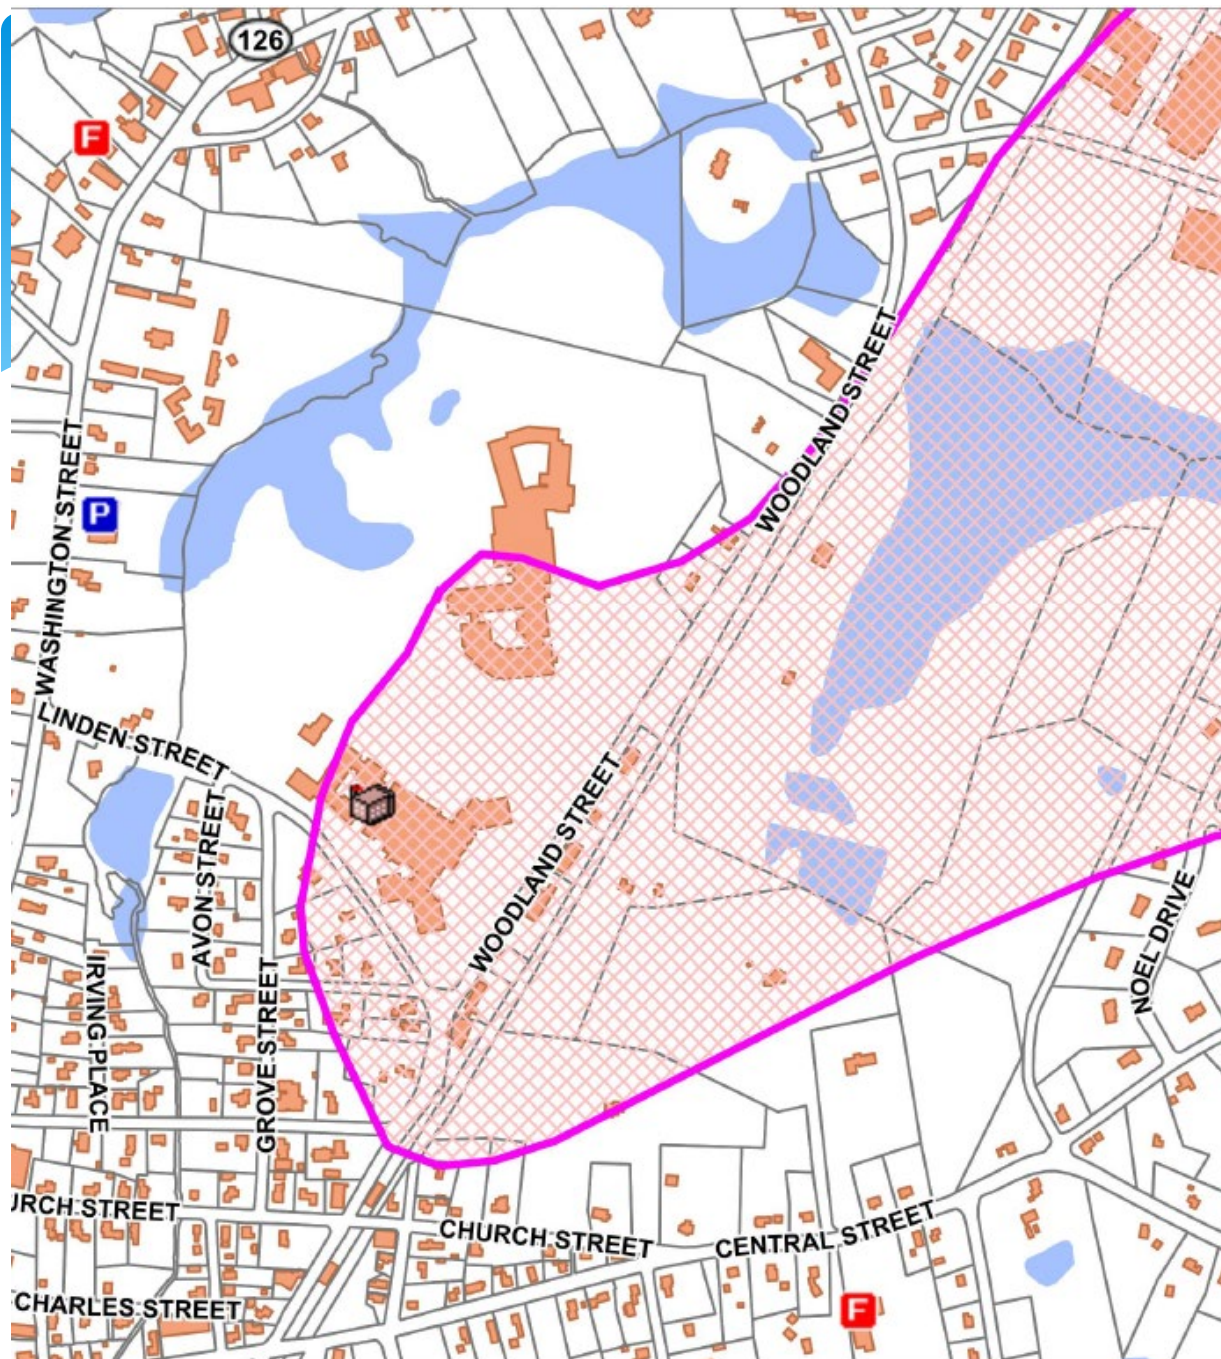 126
F
WOODLAND STREET
WASHINGTON STREET
P
LINDEN STREET
WOODLAND STREET
AVON STREET
NOEL DRIVE
IRVING PLACE
GROVE STREET
URCH STREET
CHURCH STREET
CENTRAL STREET
CHARLES STREET
F